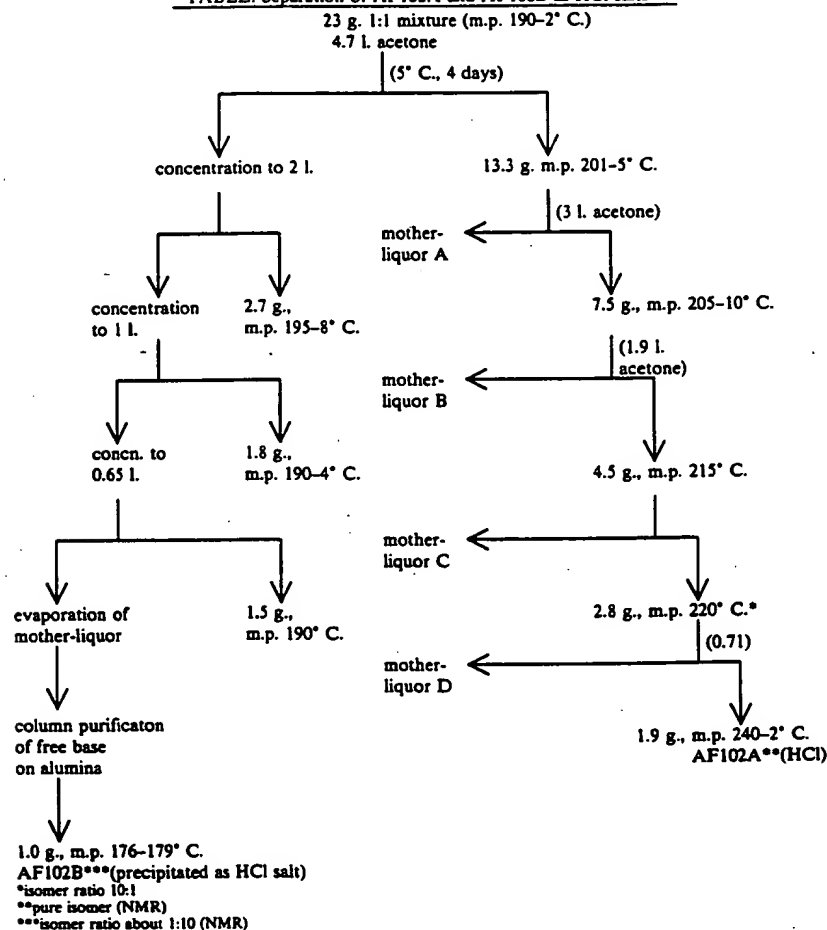 23 g. 1:1 mixture (m.p. 190–2° C.)
4.7 l. acetone
(5° C., 4 days)
concentration to 2 l.
13.3 g. m.p. 201–5° C.
(3 l. acetone)
mother-
liquor A
concentration
to 1 l.
2.7 g.,
m.p. 195–8° C.
7.5 g., m.p. 205–10° C.
(1.9 l.
acetone)
mother-
liquor B
concn. to
0.65 l.
1.8 g.,
m.p. 190–4° C.
4.5 g., m.p. 215° C.
mother-
liquor C
evaporation of
mother-liquor
1.5 g.,
m.p. 190° C.
2.8 g., m.p. 220° C.*
(0.71)
mother-
liquor D
column purificaton
of free base
on alumina
1.9 g., m.p. 240–2° C.
AF102A**(HCl)
1.0 g., m.p. 176–179° C.
AF102B***(precipitated as HCl salt)
*isomer ratio 10:1
**pure isomer (NMR)
***isomer ratio about 1:10 (NMR)